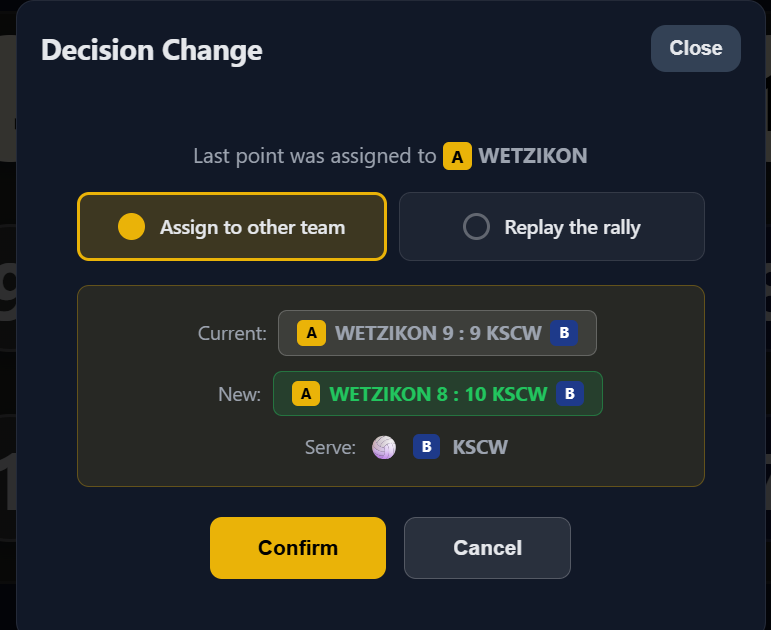 Decision Change
Close
Last point was assigned to A WETZIKON
Assign to other team
Replay the rally
Current: A WETZIKON 9 : 9 KSCW B
New: A WETZIKON 8 : 10 KSCW B
Serve: B KSCW
Confirm
Cancel